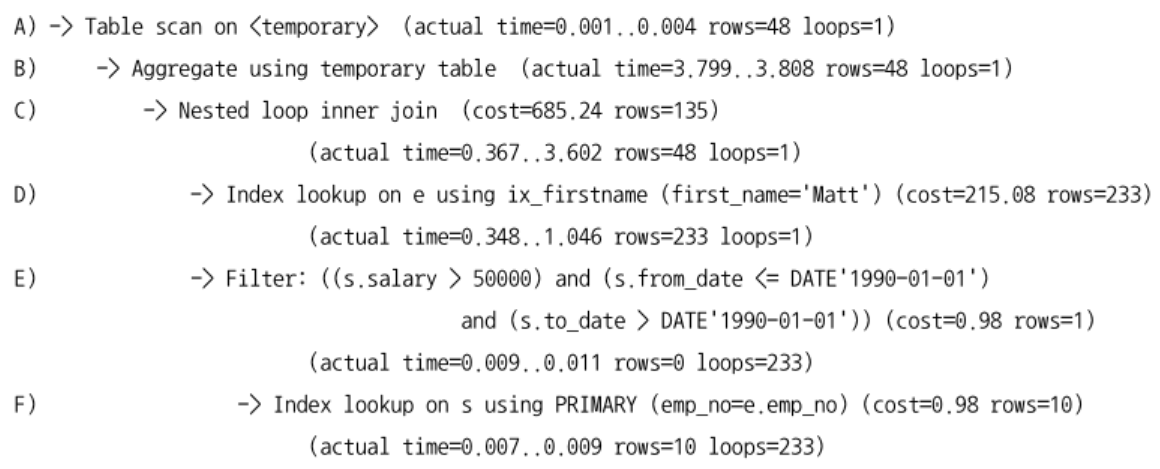 A) -> Table scan on <temporary>  (actual time=0.001..0.004 rows=48 loops=1)
B)     -> Aggregate using temporary table  (actual time=3.799..3.808 rows=48 loops=1)
C)         -> Nested loop inner join  (cost=685.24 rows=135)
(actual time=0.367..3.602 rows=48 loops=1)
D)             -> Index lookup on e using ix_firstname (first_name='Matt') (cost=215.08 rows=233)
(actual time=0.348..1.046 rows=233 loops=1)
E)             -> Filter: ((s.salary > 50000) and (s.from_date <= DATE'1990-01-01')
and (s.to_date > DATE'1990-01-01')) (cost=0.98 rows=1)
(actual time=0.009..0.011 rows=0 loops=233)
F)                 -> Index lookup on s using PRIMARY (emp_no=e.emp_no) (cost=0.98 rows=10)
(actual time=0.007..0.009 rows=10 loops=233)